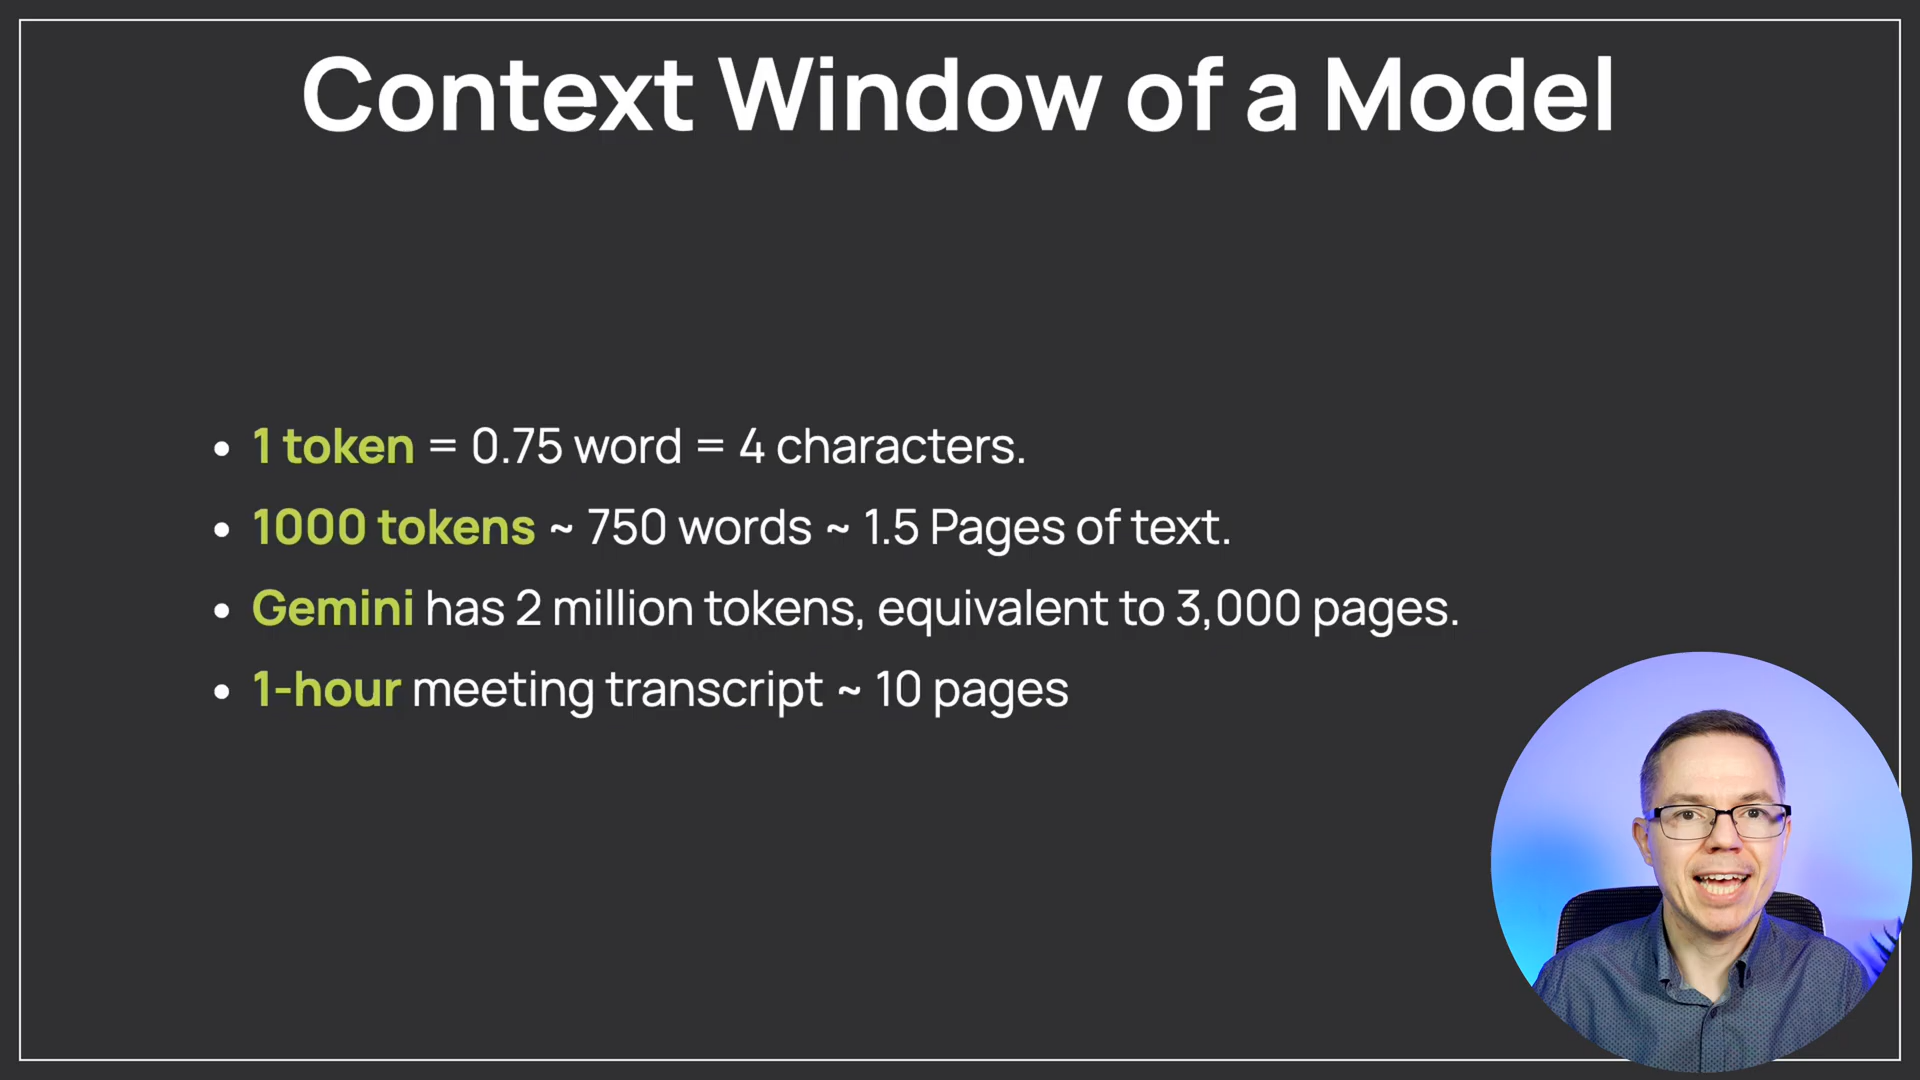 Context Window of a Model
• 1 token = 0.75 word = 4 characters.
• 1000 tokens ~ 750 words ~ 1.5 Pages of text.
• Gemini has 2 million tokens, equivalent to 3,000 pages.
• 1-hour meeting transcript ~ 10 pages